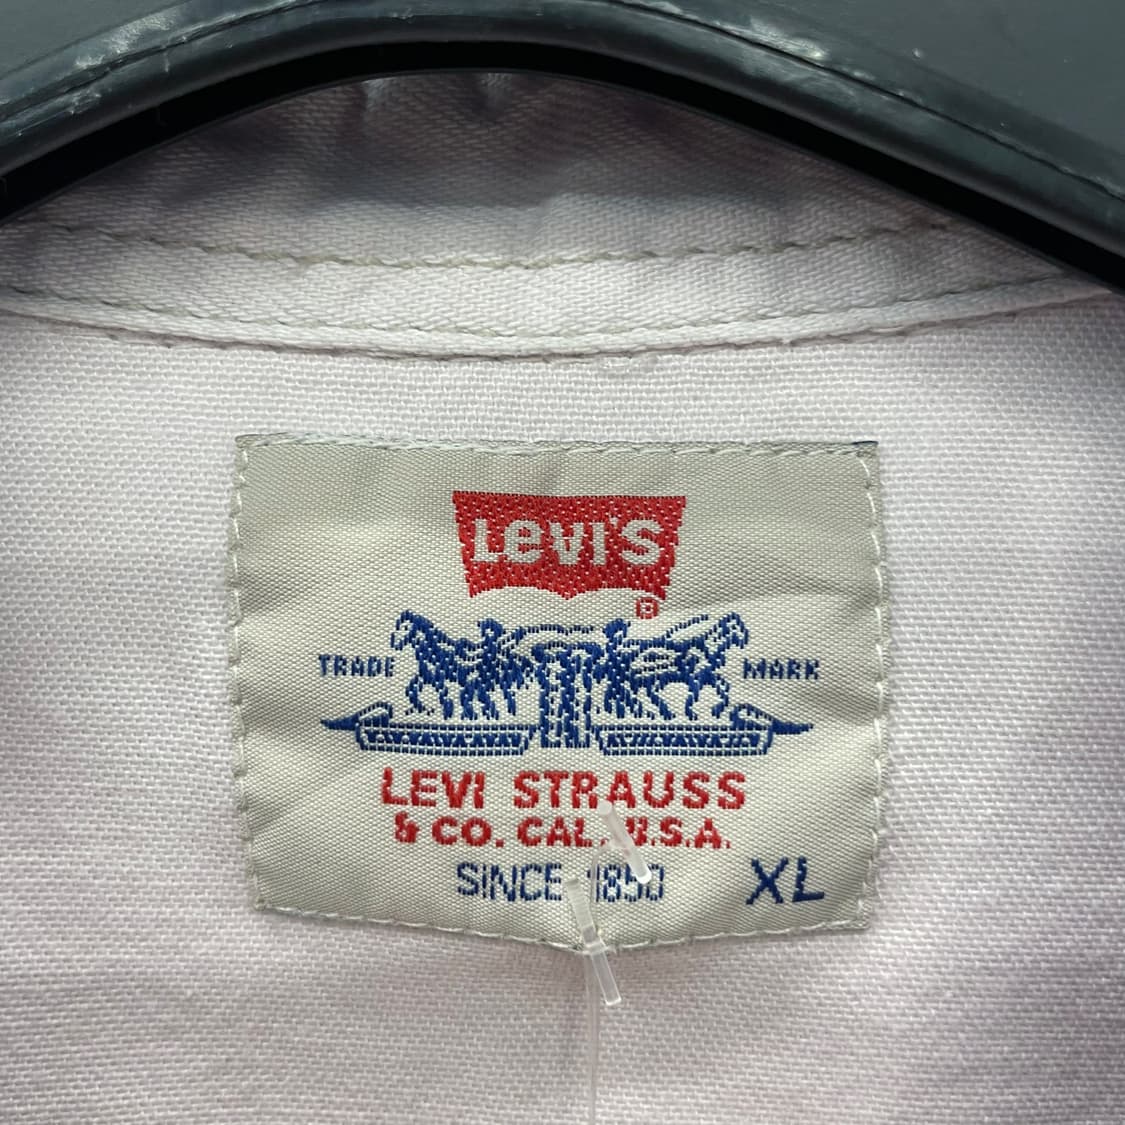 LEVI'S
®
TRADE MARK
LEVI STRAUSS
& CO. CAL. U.S.A.
SINCE 1850 XL